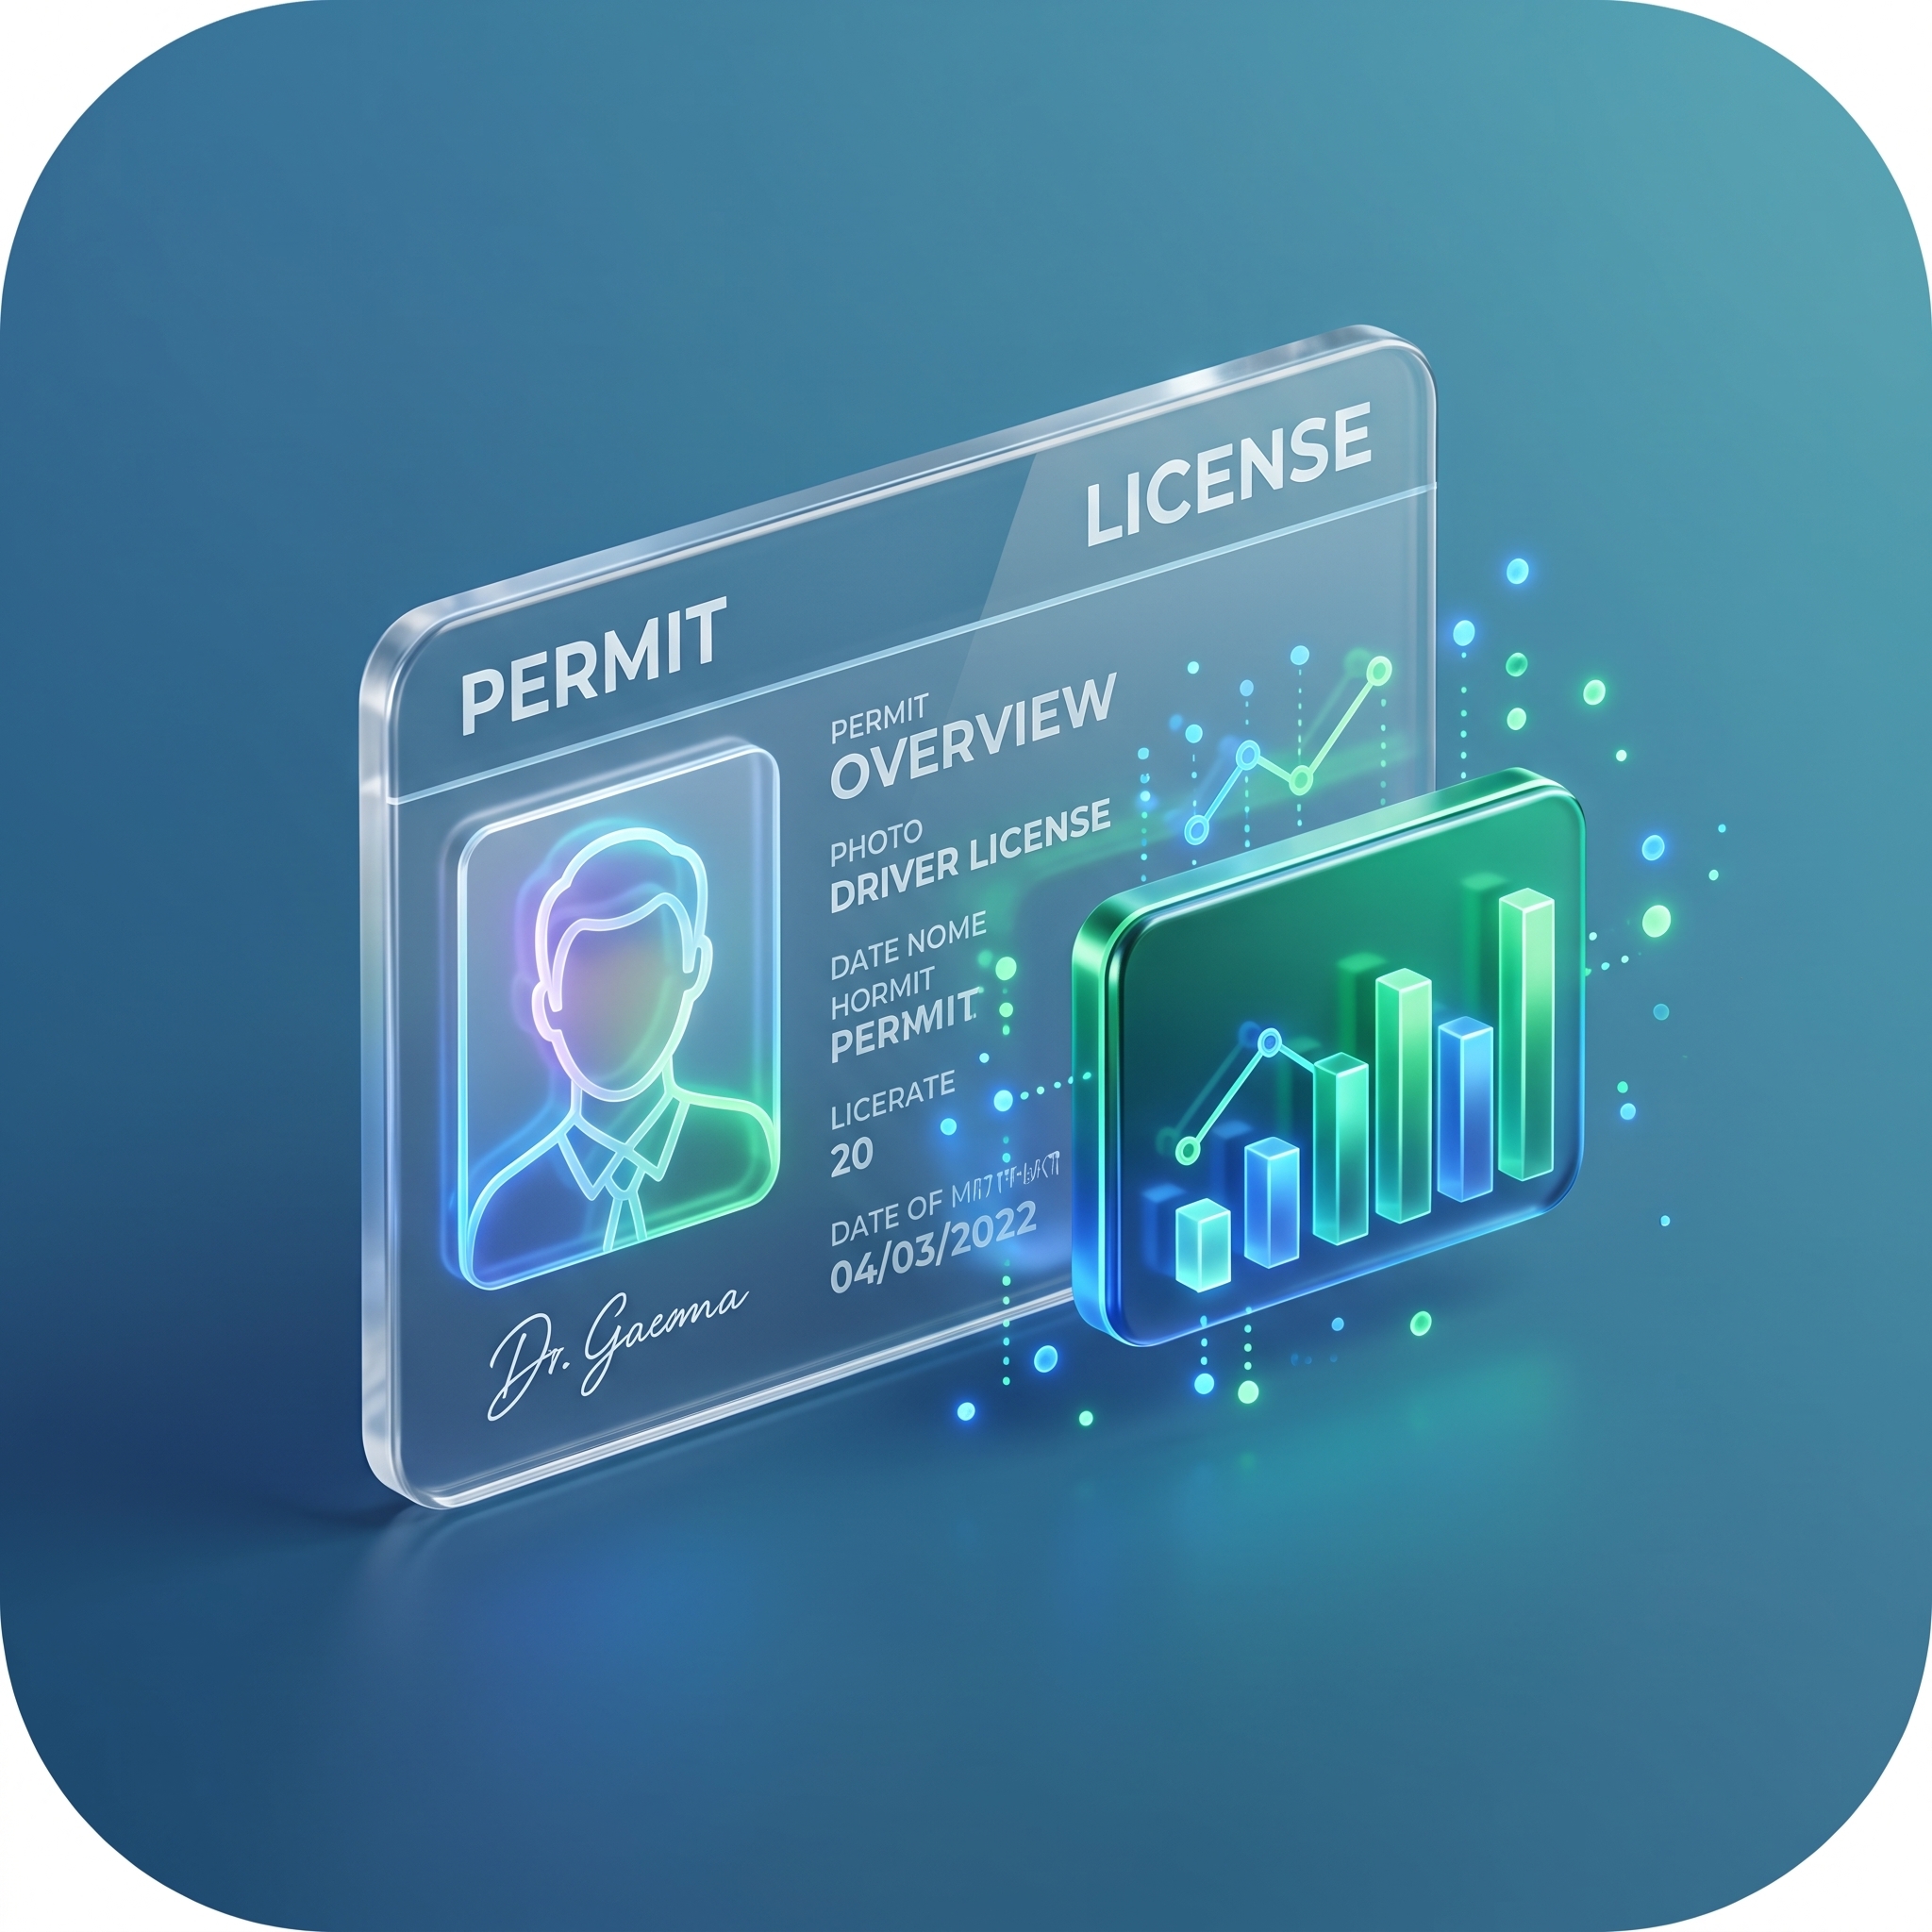 PERMIT
LICENSE
PERMIT
OVERVIEW
PHOTO
DRIVER LICENSE
DATE NOME
HORMIT
PERMIT
LICERATE
20
DATE OF
04/03/2022
Dr. Gaemna